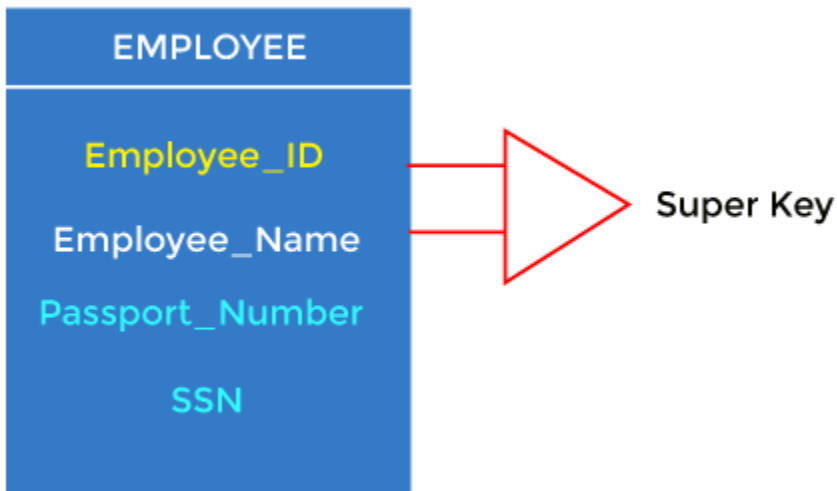 EMPLOYEE
Employee_ID
Employee_Name
Super Key
Passport_Number
SSN